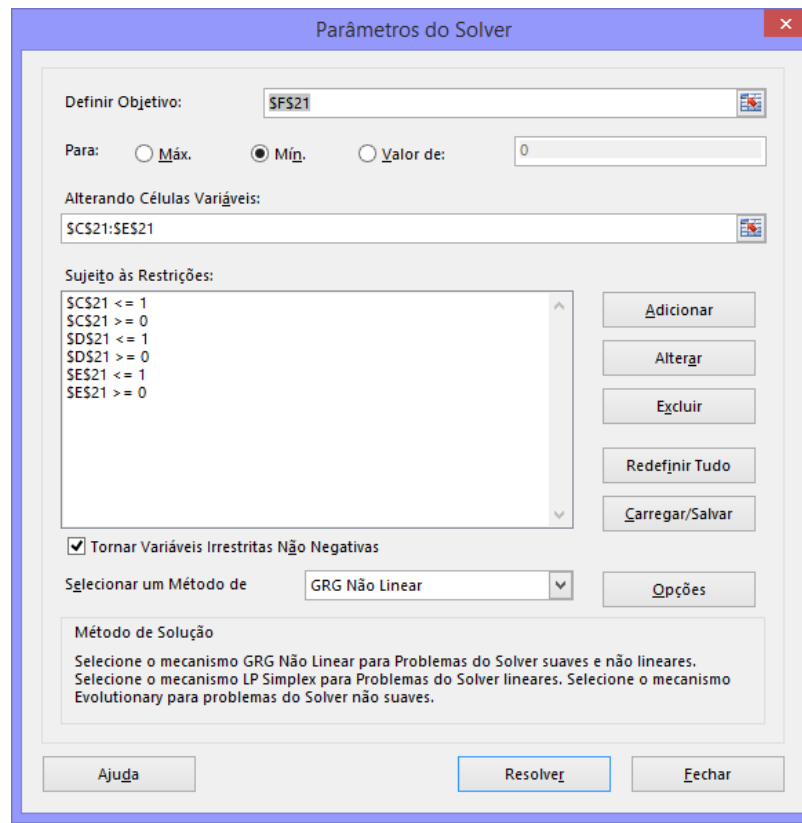 Parâmetros do Solver
Definir Objetivo:
$F$21
Para:
Máx.
Mín.
Valor de:
0
Alterando Células Variáveis:
$C$21:$E$21
Sujeito às Restrições:
$C$21 <= 1
$C$21 >= 0
$D$21 <= 1
$D$21 >= 0
$E$21 <= 1
$E$21 >= 0
Adicionar
Alterar
Excluir
Redefinir Tudo
Carregar/Salvar
Tornar Variáveis Irrestritas Não Negativas
Selecionar um Método de
GRG Não Linear
Opções
Método de Solução
Selecione o mecanismo GRG Não Linear para Problemas do Solver suaves e não lineares.
Selecione o mecanismo LP Simplex para Problemas do Solver lineares. Selecione o mecanismo
Evolutionary para problemas do Solver não suaves.
Ajuda
Resolver
Fechar